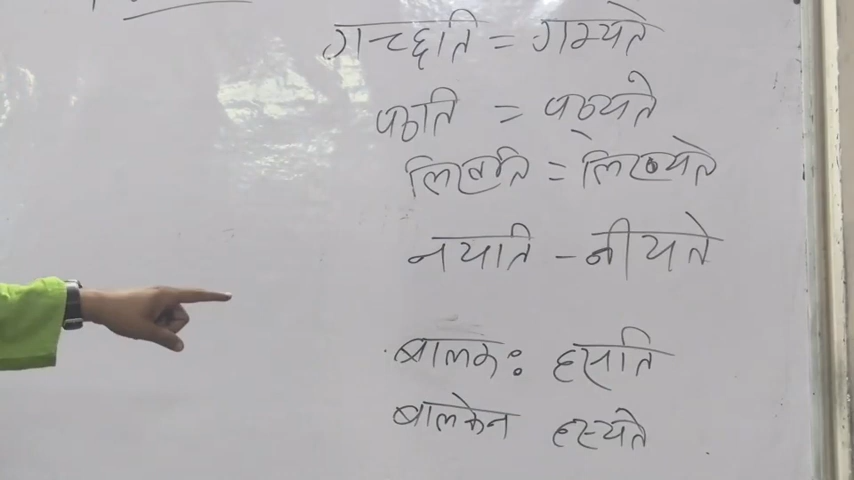 गच्छति = गम्यते
पठति = पठ्यते
लिखति = लिख्यते
नयति - नीयते
बालकः हसति
बालकेन हस्यते